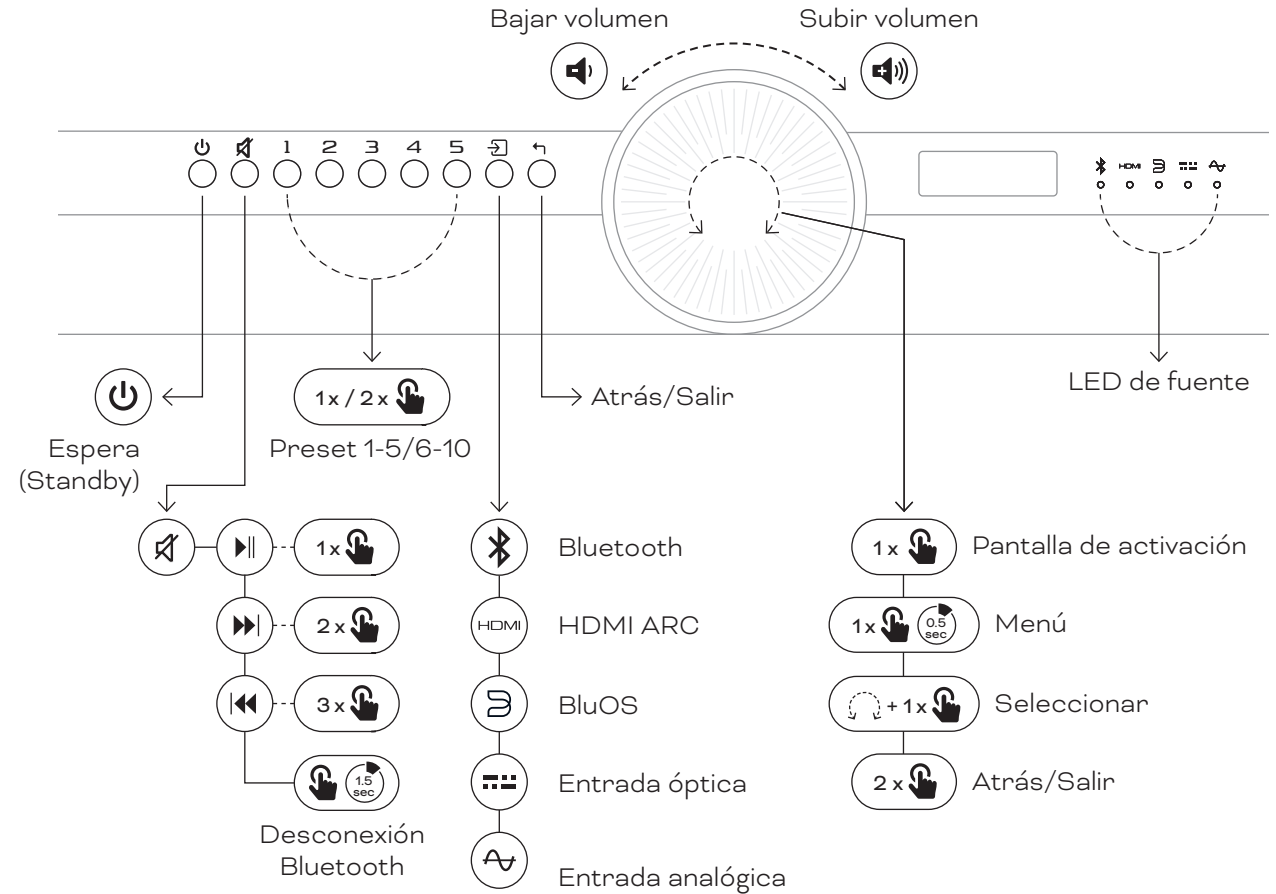 Bajar volumen
Subir volumen
1 2 3 4 5
HDMI
1x / 2x
Preset 1-5/6-10
Atrás/Salir
LED de fuente
Espera
(Standby)
1x
2x
3x
1.5
sec
Desconexión
Bluetooth
Bluetooth
HDMI
HDMI ARC
BluOS
Entrada óptica
Entrada analógica
1x
Pantalla de activación
1x
0.5
sec
Menú
+ 1x
Seleccionar
2x
Atrás/Salir